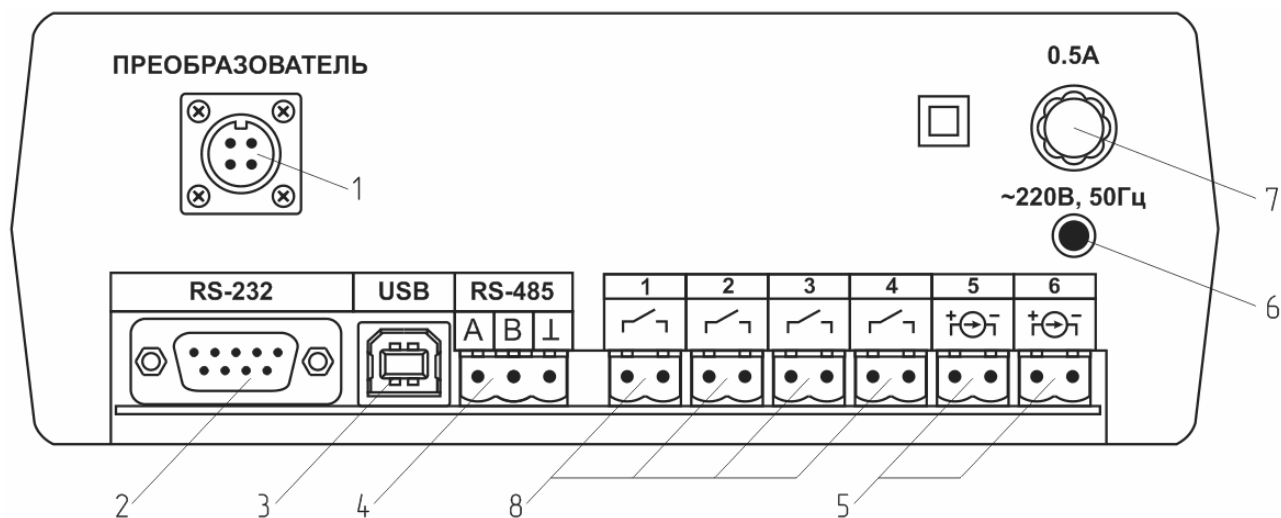 ПРЕОБРАЗОВАТЕЛЬ
0.5А
1
7
~220В, 50Гц
6
RS-232 USB RS-485
A B ⊥
1 2 3 4 5 6
+ - + -
2 3 4 8 5